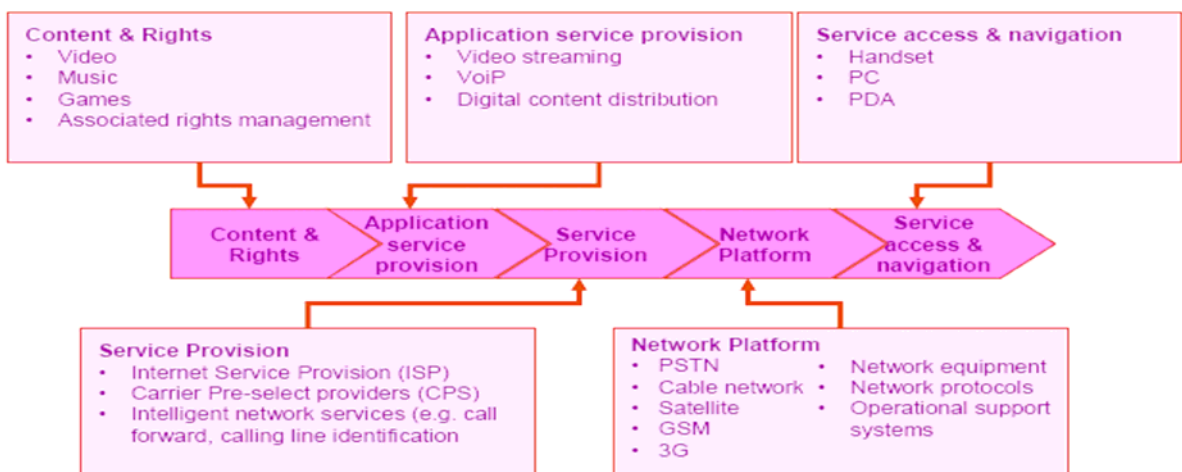 Content & Rights
• Video
• Music
• Games
• Associated rights management
Application service provision
• Video streaming
• VoiP
• Digital content distribution
Service access & navigation
• Handset
• PC
• PDA
Content &
Rights
Application
service
provision
Service
Provision
Network
Platform
Service
access &
navigation
Service Provision
• Internet Service Provision (ISP)
• Carrier Pre-select providers (CPS)
• Intelligent network services (e.g. call
forward, calling line identification
Network Platform
• PSTN
• Cable network
• Satellite
• GSM
• 3G
• Network equipment
• Network protocols
• Operational support
systems